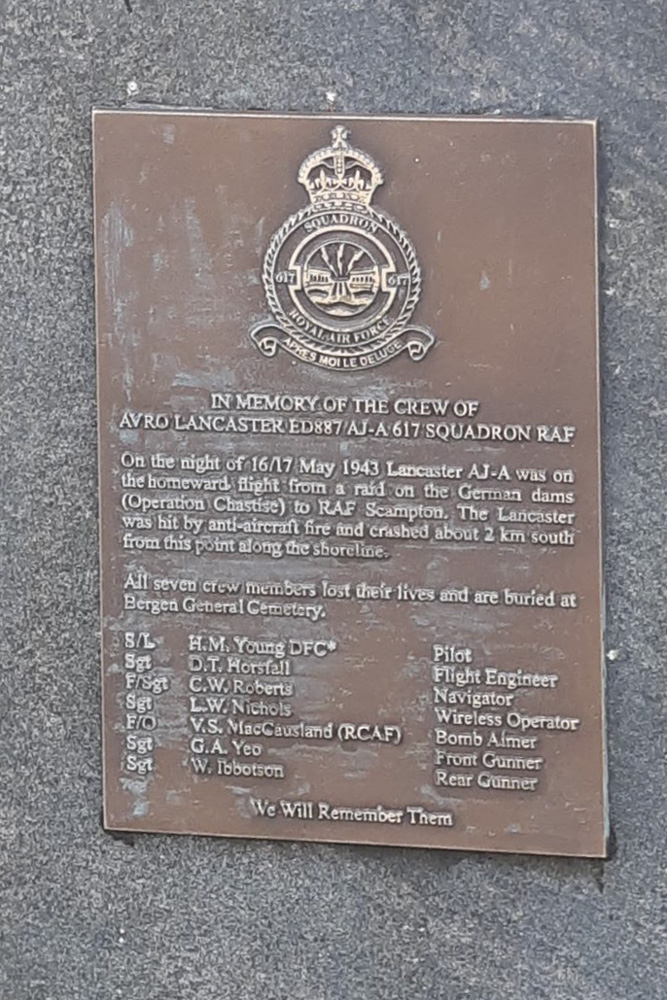 SQUADRON
617 617
ROYAL AIR FORCE
APRES MOI LE DELUGE
IN MEMORY OF THE CREW OF
AVRO LANCASTER ED887/AJ-A 617 SQUADRON RAF
On the night of 16/17 May 1943 Lancaster AJ-A was on
the homeward flight from a raid on the German dams
(Operation Chastise) to RAF Scampton. The Lancaster
was hit by anti-aircraft fire and crashed about 2 km south
from this point along the shoreline.
All seven crew members lost their lives and are buried at
Bergen General Cemetery.
S/L H.M. Young DFC* Pilot
Sgt D.T. Horsfall Flight Engineer
F/Sgt C.W. Roberts Navigator
Sgt L.W. Nichols Wireless Operator
F/O V.S. MacCausland (RCAF) Bomb Aimer
Sgt G.A. Yeo Front Gunner
Sgt W. Ibbotson Rear Gunner
We Will Remember Them